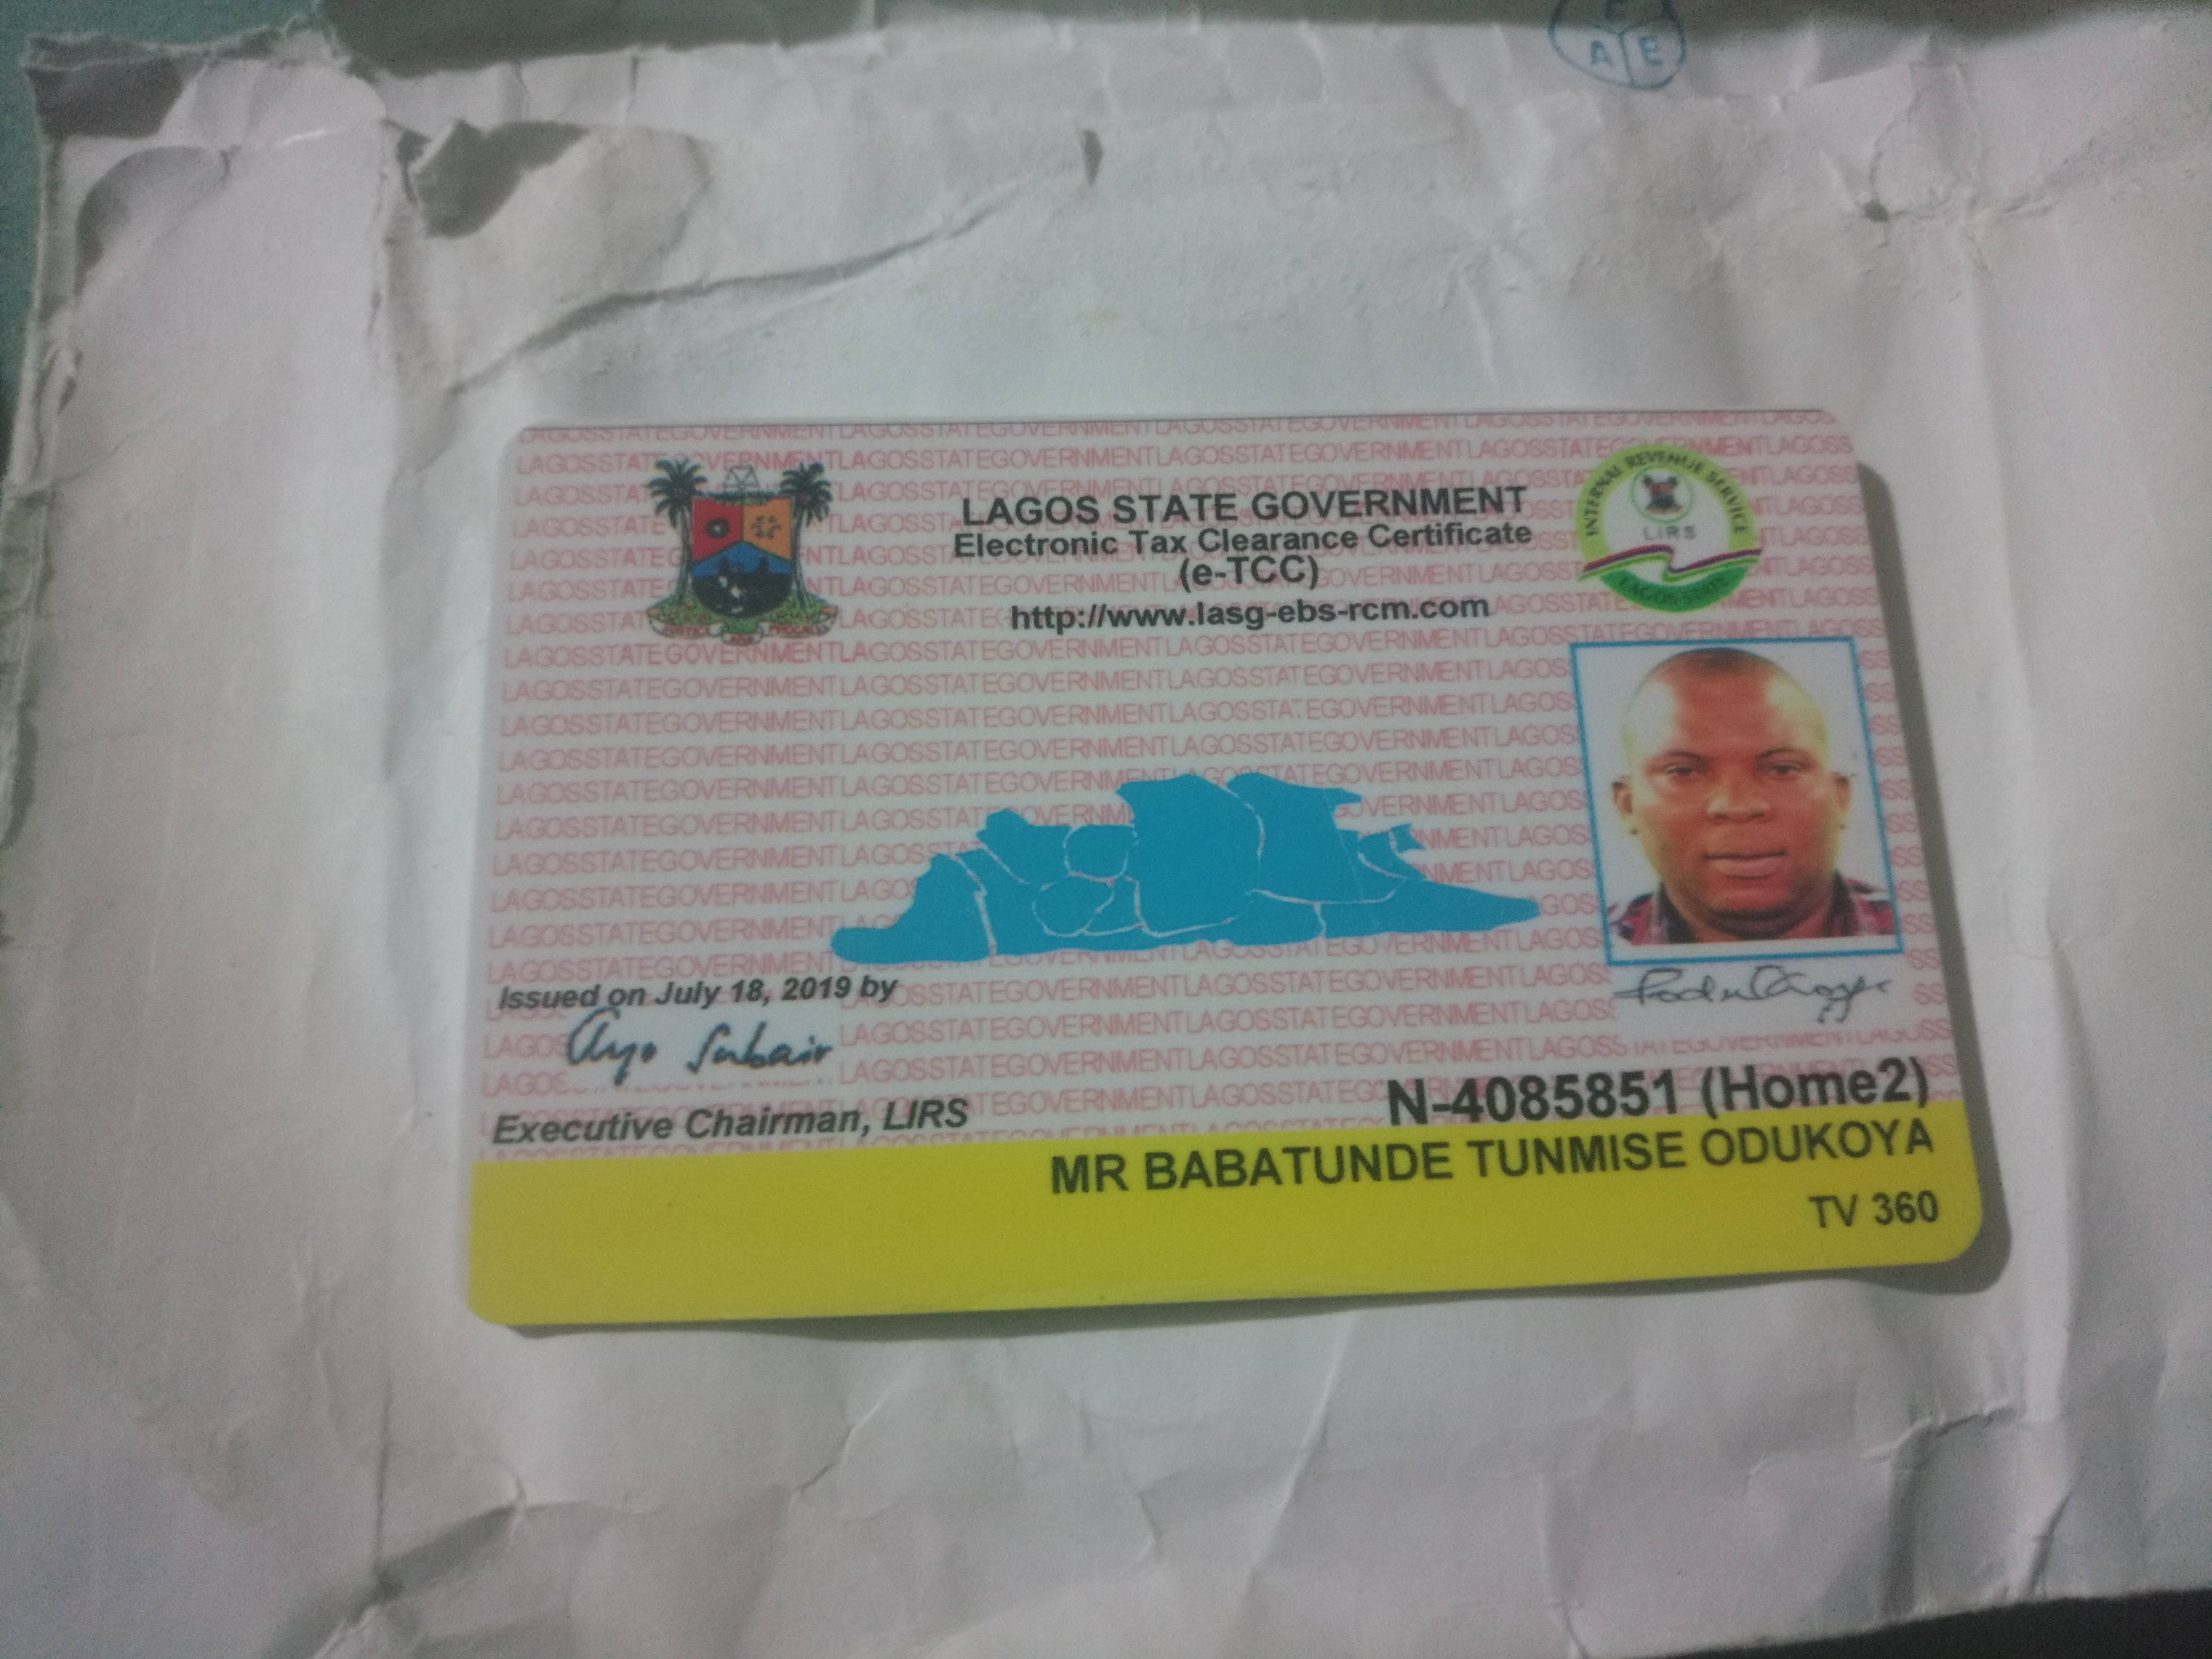 A E
LAGOS STATE GOVERNMENT
Electronic Tax Clearance Certificate
(e-TCC)
http://www.lasg-ebs-rcm.com
INTERNAL REVENUE SERVICE
LIRS
LAGOS STATE
Issued on July 18, 2019 by
Ayo Subair
Executive Chairman, LIRS
N-4085851 (Home2)
MR BABATUNDE TUNMISE ODUKOYA
TV 360